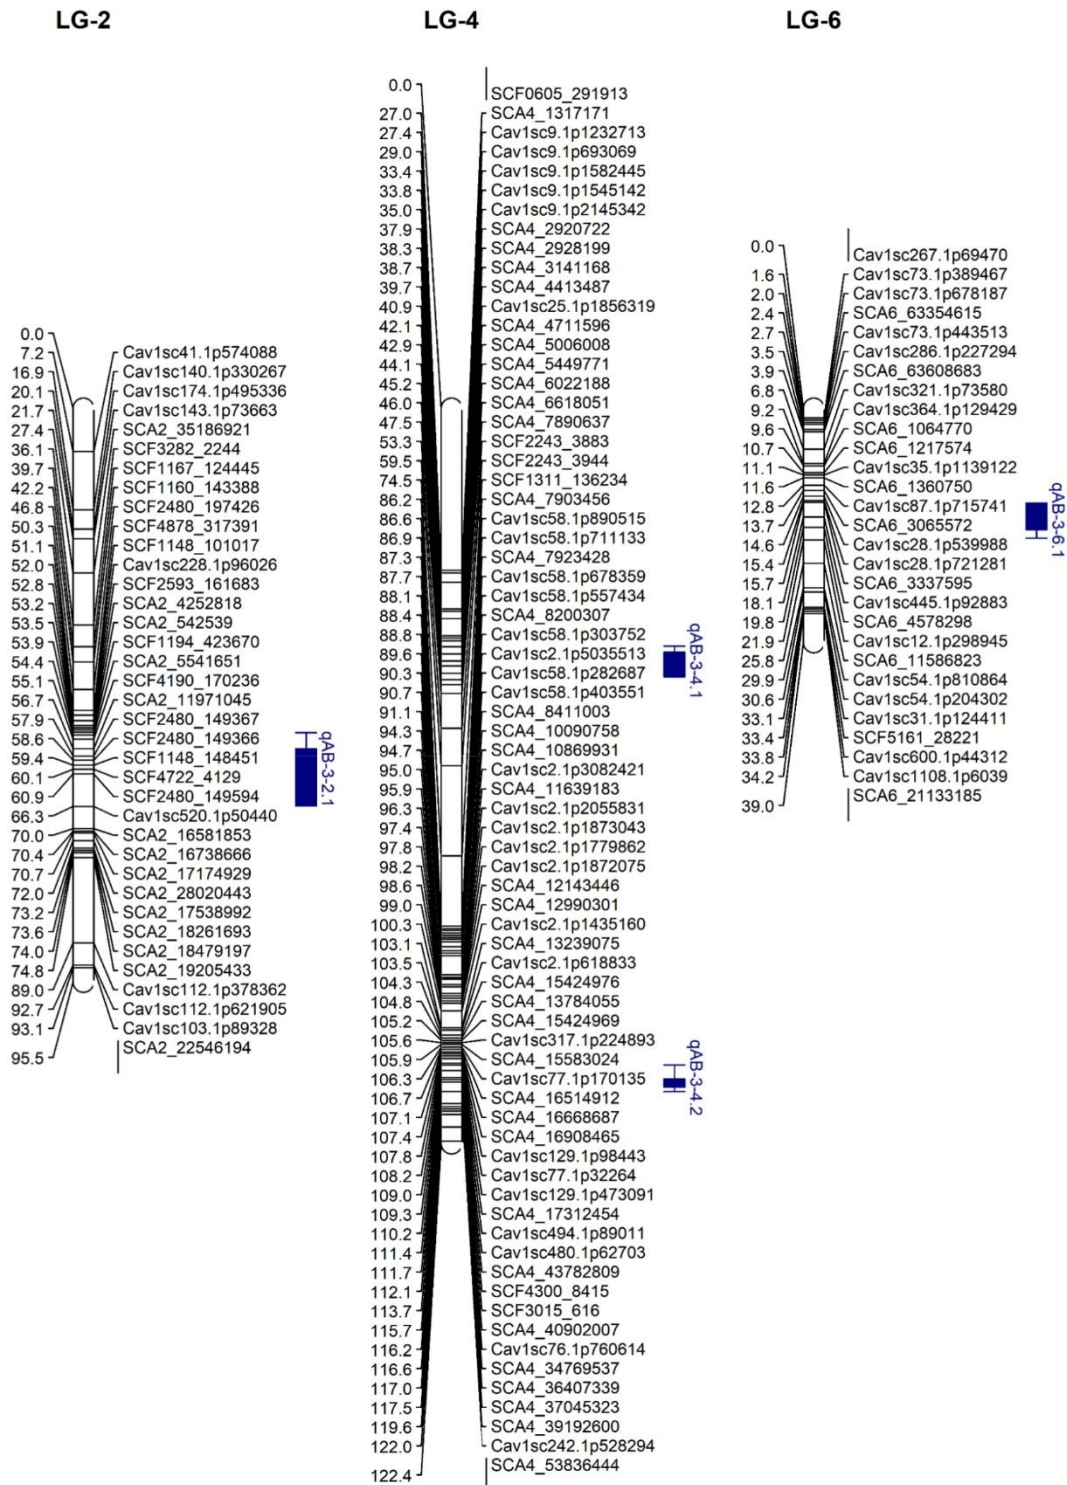 LG-2
0.0
7.2 Cav1sc41.1p574088
16.9 Cav1sc140.1p330267
20.1 Cav1sc174.1p495336
21.7 Cav1sc143.1p73663
27.4 SCA2_35186921
36.1 SCF3282_2244
39.7 SCF1167_124445
42.2 SCF1160_143388
46.8 SCF2480_197426
50.3 SCF4878_317391
51.1 SCF1148_101017
52.0 Cav1sc228.1p96026
52.8 SCF2593_161683
53.2 SCA2_4252818
53.5 SCA2_542539
53.9 SCF1194_423670
54.4 SCA2_5541651
55.1 SCF4190_170236
56.7 SCA2_11971045
57.9 SCF2480_149367
58.6 SCF2480_149366
59.4 SCF1148_148451
60.1 SCF4722_4129
60.9 SCF2480_149594
66.3 Cav1sc520.1p50440
70.0 SCA2_16581853
70.4 SCA2_16738666
70.7 SCA2_17174929
72.0 SCA2_28020443
73.2 SCA2_17538992
73.6 SCA2_18261693
74.0 SCA2_18479197
74.8 SCA2_19205433
89.0 Cav1sc112.1p378362
92.7 Cav1sc112.1p621905
93.1 Cav1sc103.1p89328
95.5 SCA2_22546194
qAB-3-2.1
LG-4
0.0 SCF0605_291913
27.0 SCA4_1317171
27.4 Cav1sc9.1p1232713
29.0 Cav1sc9.1p693069
33.4 Cav1sc9.1p1582445
33.8 Cav1sc9.1p1545142
35.0 Cav1sc9.1p2145342
37.9 SCA4_2920722
38.3 SCA4_2928199
38.7 SCA4_3141168
39.7 SCA4_4413487
40.9 Cav1sc25.1p1856319
42.1 SCA4_4711596
42.9 SCA4_5006008
44.1 SCA4_5449771
45.2 SCA4_6022188
46.0 SCA4_6618051
47.5 SCA4_7890637
53.3 SCF2243_3883
59.5 SCF2243_3944
74.5 SCF1311_136234
86.2 SCA4_7903456
86.6 Cav1sc58.1p890515
86.9 Cav1sc58.1p711133
87.3 SCA4_7923428
87.7 Cav1sc58.1p678359
88.1 Cav1sc58.1p557434
88.4 SCA4_8200307
88.8 Cav1sc58.1p303752
89.6 Cav1sc2.1p5035513
90.3 Cav1sc58.1p282687
90.7 Cav1sc58.1p403551
91.1 SCA4_8411003
94.3 SCA4_10090758
94.7 SCA4_10869931
95.0 Cav1sc2.1p3082421
95.9 SCA4_11639183
96.3 Cav1sc2.1p2055831
97.4 Cav1sc2.1p1873043
97.8 Cav1sc2.1p1779862
98.2 Cav1sc2.1p1872075
98.6 SCA4_12143446
99.0 SCA4_12990301
100.3 Cav1sc2.1p1435160
103.1 SCA4_13239075
103.5 Cav1sc2.1p618833
104.3 SCA4_15424976
104.8 SCA4_13784055
105.2 SCA4_15424969
105.6 Cav1sc317.1p224893
105.9 SCA4_15583024
106.3 Cav1sc77.1p170135
106.7 SCA4_16514912
107.1 SCA4_16668687
107.4 SCA4_16908465
107.8 Cav1sc129.1p98443
108.2 Cav1sc77.1p32264
109.0 Cav1sc129.1p473091
109.3 SCA4_17312454
110.2 Cav1sc494.1p89011
111.4 Cav1sc480.1p62703
111.7 SCA4_43782809
112.1 SCF4300_8415
113.7 SCF3015_616
115.7 SCA4_40902007
116.2 Cav1sc76.1p760614
116.6 SCA4_34769537
117.0 SCA4_36407339
117.5 SCA4_37045323
119.6 SCA4_39192600
122.0 Cav1sc242.1p528294
122.4 SCA4_53836444
qAB-3-4.1
qAB-3-4.2
LG-6
0.0 Cav1sc267.1p69470
1.6 Cav1sc73.1p389467
2.0 Cav1sc73.1p678187
2.4 SCA6_63354615
2.7 Cav1sc73.1p443513
3.5 Cav1sc286.1p227294
3.9 SCA6_63608683
6.8 Cav1sc321.1p73580
9.2 Cav1sc364.1p129429
9.6 SCA6_1064770
10.7 SCA6_1217574
11.1 Cav1sc35.1p1139122
11.6 SCA6_1360750
12.8 Cav1sc87.1p715741
13.7 SCA6_3065572
14.6 Cav1sc28.1p539988
15.4 Cav1sc28.1p721281
15.7 SCA6_3337595
18.1 Cav1sc445.1p92883
19.8 SCA6_4578298
21.9 Cav1sc12.1p298945
25.8 SCA6_11586823
29.9 Cav1sc54.1p810864
30.6 Cav1sc54.1p204302
33.1 Cav1sc31.1p124411
33.4 SCF5161_28221
33.8 Cav1sc600.1p44312
34.2 Cav1sc1108.1p6039
39.0 SCA6_21133185
qAB-3-6.1